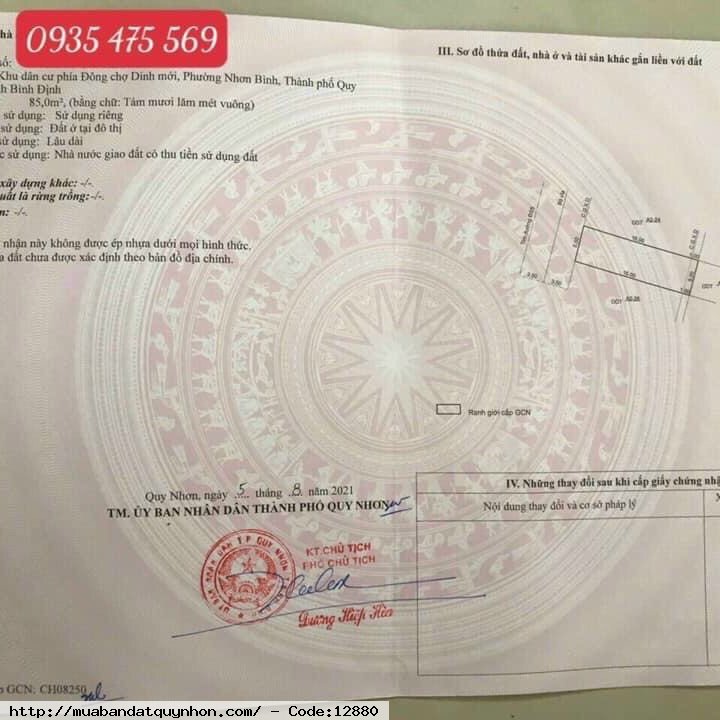 0935 475 569
số:
Khu dân cư phía Đông chợ Dinh mới, Phường Nhơn Bình, Thành phố Quy
h Bình Định
85,0m², (bằng chữ: Tám mươi lăm mét vuông)
sử dụng: Sử dụng riêng
sử dụng: Đất ở tại đô thị
sử dụng: Lâu dài
c sử dụng: Nhà nước giao đất có thu tiền sử dụng đất
xây dựng khác: -/-.
uất là rừng trồng: -/-.
n: -/-.
nhận này không được ép nhựa dưới mọi hình thức.
a đất chưa được xác định theo bản đồ địa chính.
III. Sơ đồ thửa đất, nhà ở và tài sản khác gắn liền với đất
Ranh giới cấp GCN
Quy Nhơn, ngày 5 tháng 8 năm 2021
TM. ỦY BAN NHÂN DÂN THÀNH PHỐ QUY NHƠN
KT.CHỦ TỊCH
PHÓ CHỦ TỊCH
Dương Hiệp Hòa
IV. Những thay đổi sau khi cấp giấy chứng nhậ
Nội dung thay đổi và cơ sở pháp lý
p GCN: CH08250
http://muabandatquynhon.com/ - Code:12880